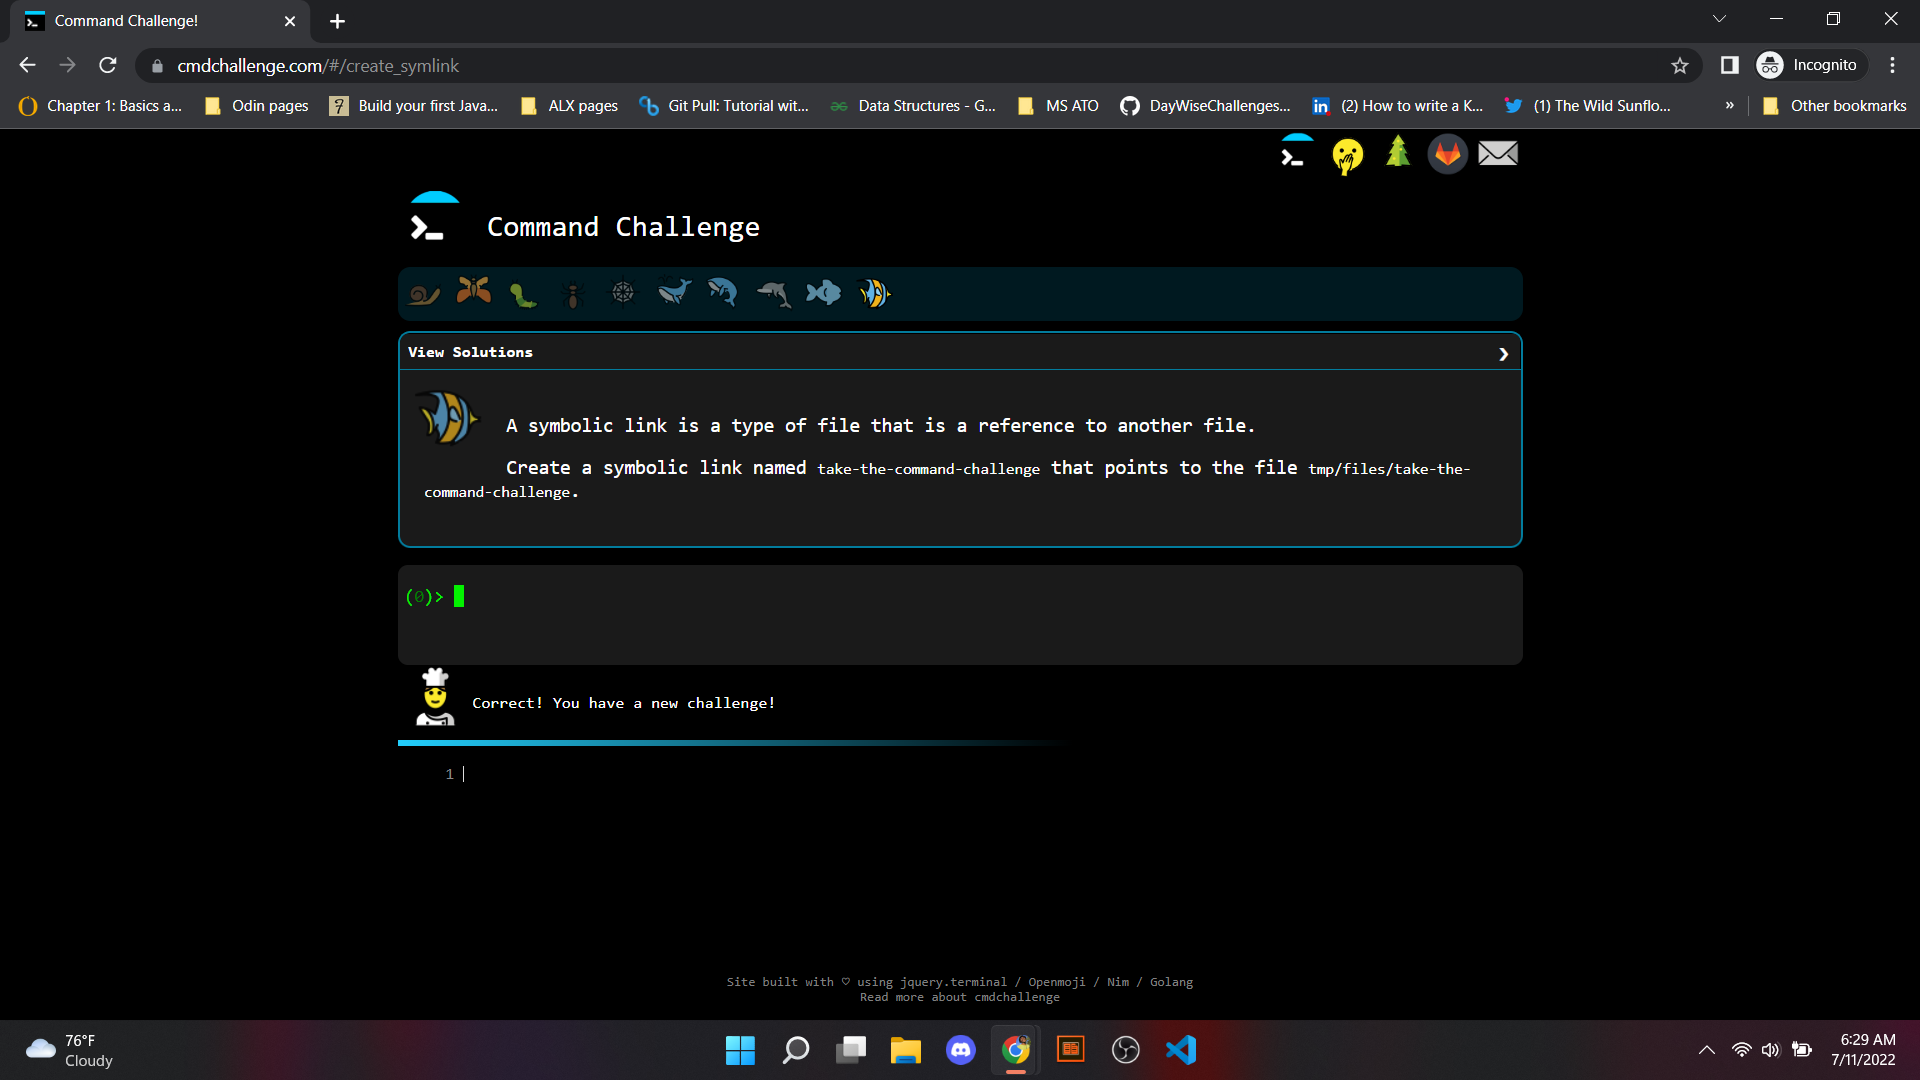 Command Challenge!
cmdchallenge.com/#/create_symlink
Incognito
Chapter 1: Basics a...
Odin pages
Build your first Java...
ALX pages
Git Pull: Tutorial wit...
Data Structures - G...
MS ATO
DayWiseChallenges...
(2) How to write a K...
(1) The Wild Sunflo...
»
Other bookmarks
Command Challenge
View Solutions
A symbolic link is a type of file that is a reference to another file.
Create a symbolic link named take-the-command-challenge that points to the file tmp/files/take-the-
command-challenge.
(0)>
Correct! You have a new challenge!
1
Site built with ♡ using jquery.terminal / Openmoji / Nim / Golang
Read more about cmdchallenge
76°F
Cloudy
6:29 AM
7/11/2022